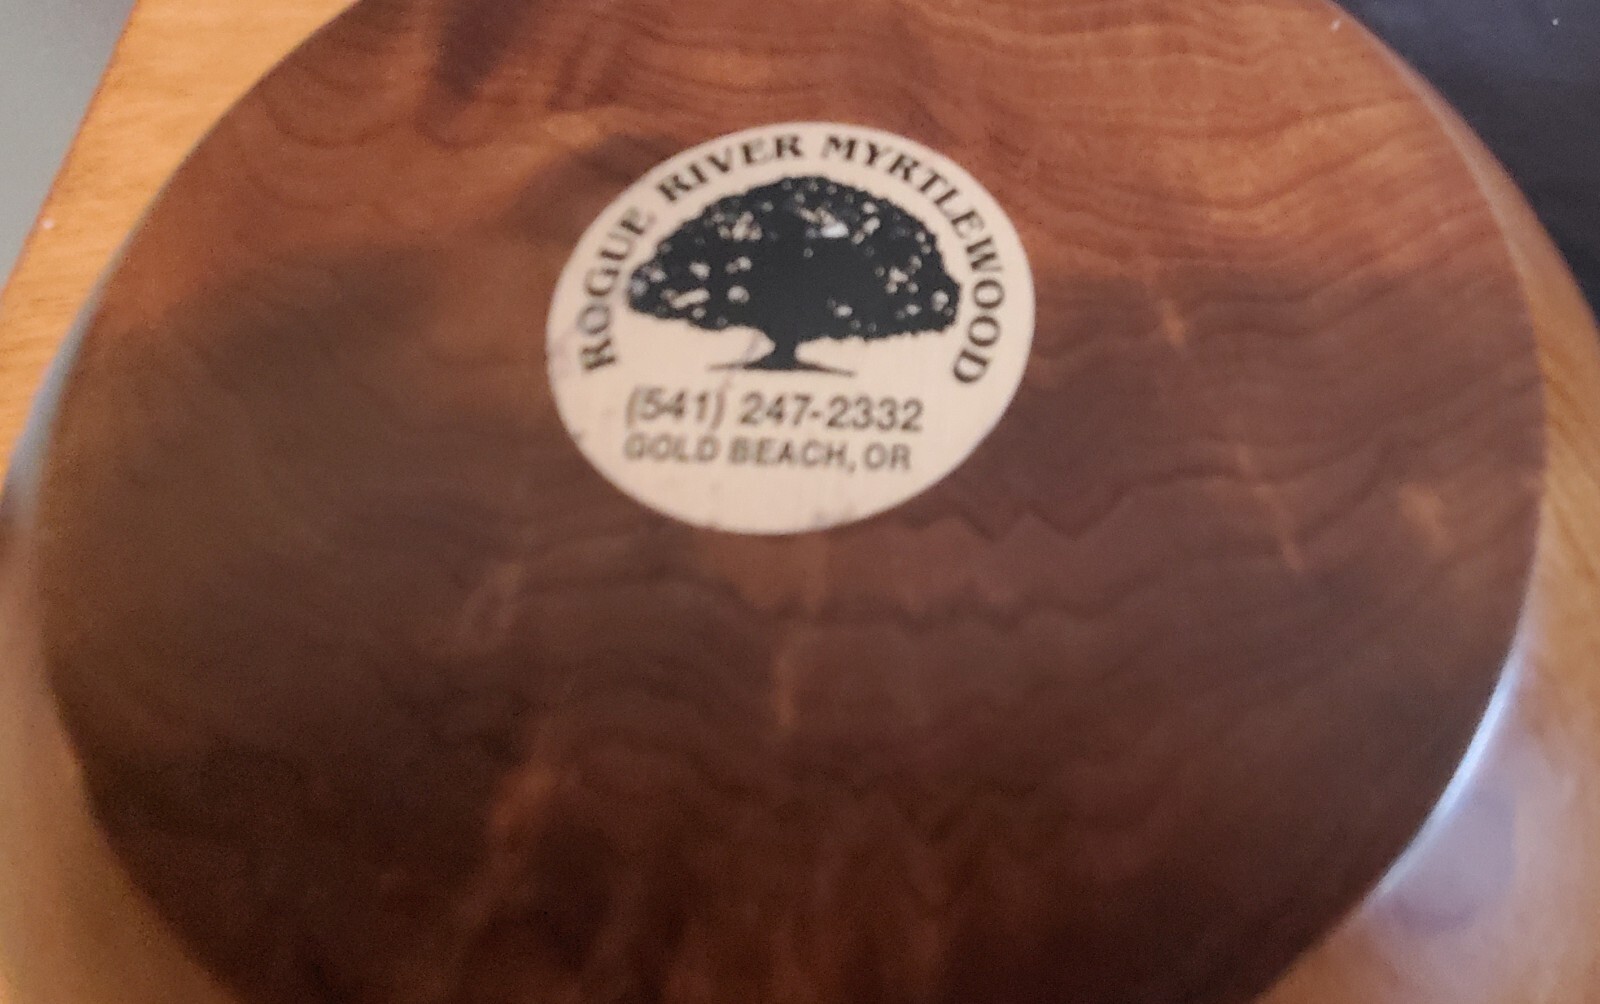 ROGUE RIVER MYRTLEWOOD
(541) 247-2332
GOLD BEACH, OR